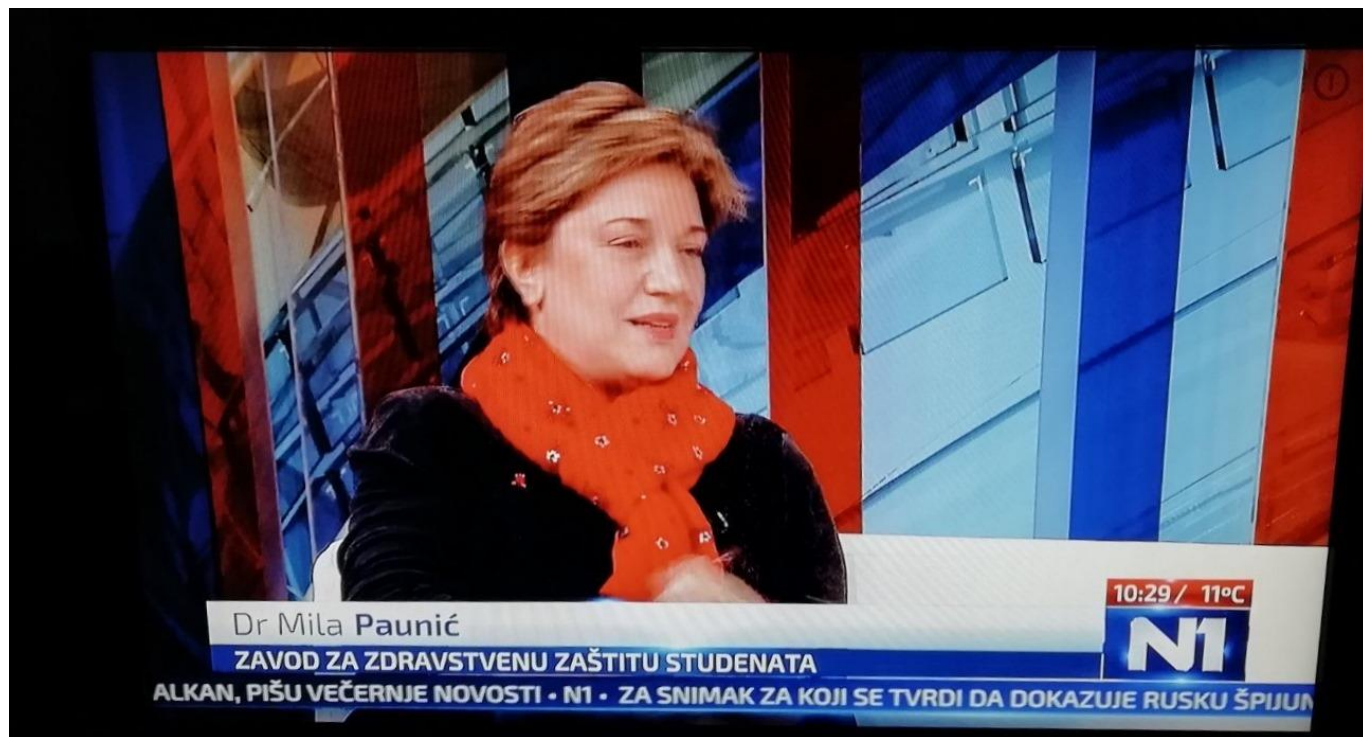 10:29/ 11°C
N1
Dr Mila Paunić
ZAVOD ZA ZDRAVSTVENU ZAŠTITU STUDENATA
ALKAN, PIŠU VEČERNJE NOVOSTI • N1 • ZA SNIMAK ZA KOJI SE TVRDI DA DOKAZUJE RUSKU ŠPIJUN